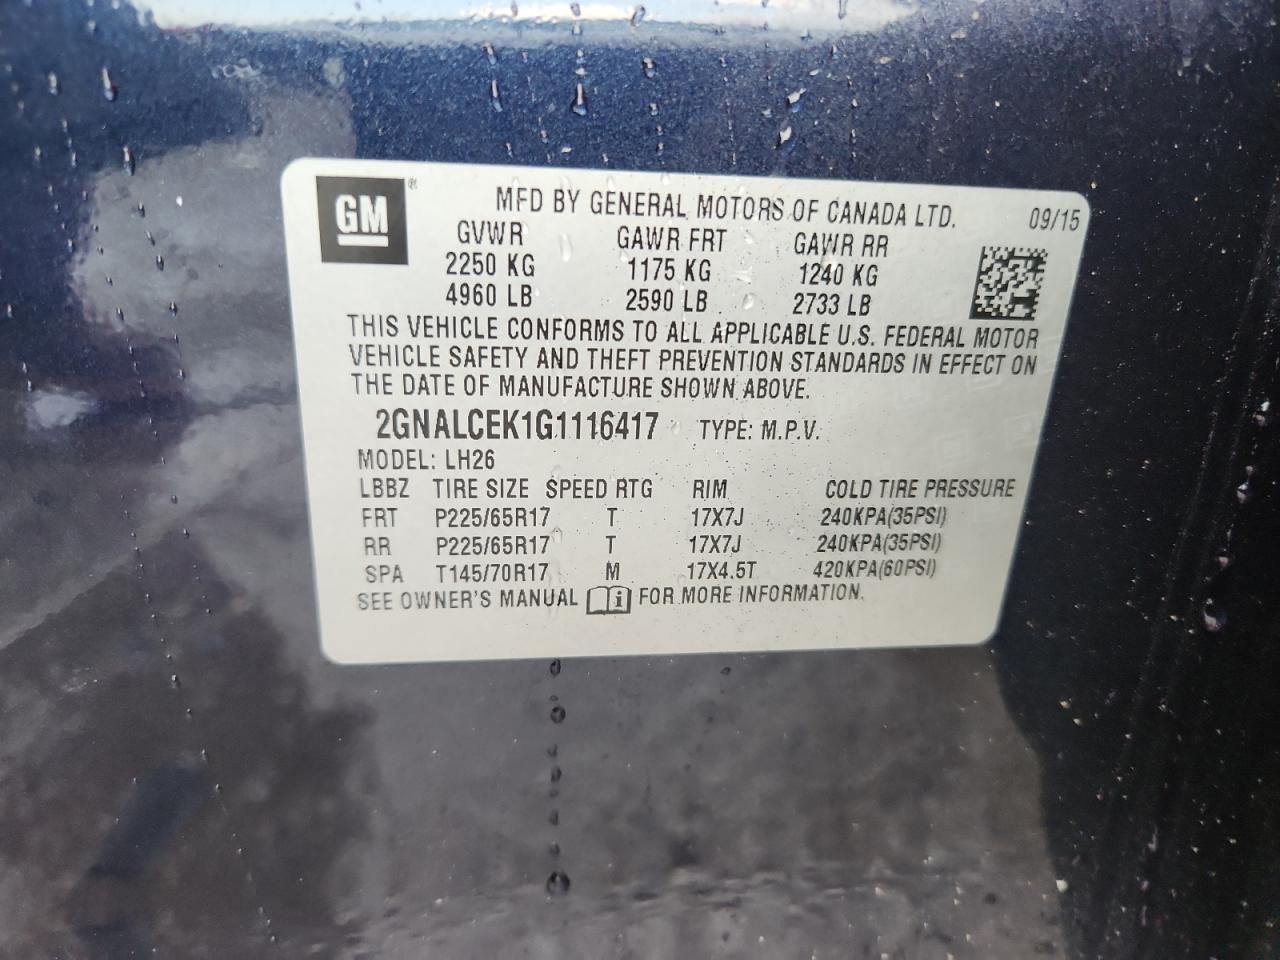 GM ®
MFD BY GENERAL MOTORS OF CANADA LTD. 09/15
GVWR GAWR FRT GAWR RR
2250 KG 1175 KG 1240 KG
4960 LB 2590 LB 2733 LB
THIS VEHICLE CONFORMS TO ALL APPLICABLE U.S. FEDERAL MOTOR
VEHICLE SAFETY AND THEFT PREVENTION STANDARDS IN EFFECT ON
THE DATE OF MANUFACTURE SHOWN ABOVE.
2GNALCEK1G1116417 TYPE: M.P.V.
MODEL: LH26
LBBZ TIRE SIZE SPEED RTG RIM COLD TIRE PRESSURE
FRT P225/65R17 T 17X7J 240KPA(35PSI)
RR P225/65R17 T 17X7J 240KPA(35PSI)
SPA T145/70R17 M 17X4.5T 420KPA(60PSI)
SEE OWNER'S MANUAL i FOR MORE INFORMATION.